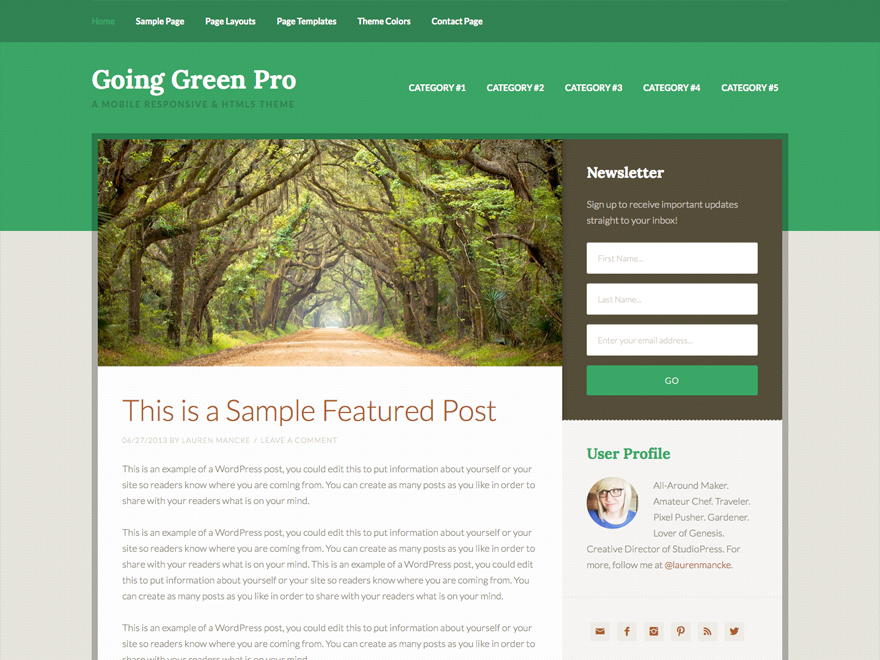 Home Sample Page Page Layouts Page Templates Theme Colors Contact Page
Going Green Pro
A MOBILE RESPONSIVE & HTML5 THEME
CATEGORY #1 CATEGORY #2 CATEGORY #3 CATEGORY #4 CATEGORY #5
This is a Sample Featured Post
06/27/2013 BY LAUREN MANCKE / LEAVE A COMMENT
This is an example of a WordPress post, you could edit this to put information about yourself or your
site so readers know where you are coming from. You can create as many posts as you like in order to
share with your readers what is on your mind.
This is an example of a WordPress post, you could edit this to put information about yourself or your
site so readers know where you are coming from. You can create as many posts as you like in order to
share with your readers what is on your mind. This is an example of a WordPress post, you could edit
this to put information about yourself or your site so readers know where you are coming from. You
can create as many posts as you like in order to share with your readers what is on your mind.
This is an example of a WordPress post, you could edit this to put information about yourself or your
site so readers know where you are coming from. You can create as many posts as you like in order to
share with your readers what is on your mind.
Newsletter
Sign up to receive important updates
straight to your inbox!
First Name...
Last Name...
Enter your email address...
GO
User Profile
All-Around Maker.
Amateur Chef. Traveler.
Pixel Pusher. Gardener.
Lover of Genesis.
Creative Director of StudioPress. For
more, follow me at @laurenmancke.